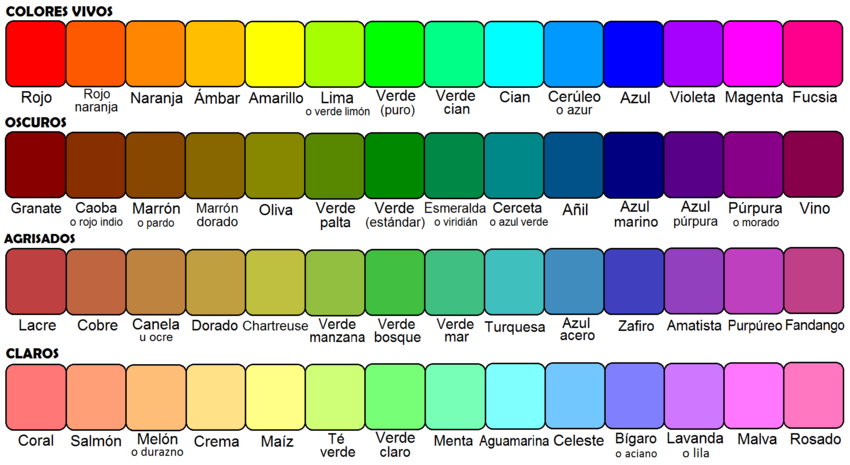 COLORES VIVOS
Rojo
Rojo
naranja
Naranja
Ámbar
Amarillo
Lima
o verde limón
Verde
(puro)
Verde
cian
Cian
Cerúleo
o azur
Azul
Violeta
Magenta
Fucsia
OSCUROS
Granate
Caoba
o rojo indio
Marrón
o pardo
Marrón
dorado
Oliva
Verde
palta
Verde
(estándar)
Esmeralda
o viridián
Cerceta
o azul verde
Añil
Azul
marino
Azul
púrpura
Púrpura
o morado
Vino
AGRISADOS
Lacre
Cobre
Canela
u ocre
Dorado
Chartreuse
Verde
manzana
Verde
bosque
Verde
mar
Turquesa
Azul
acero
Zafiro
Amatista
Purpúreo
Fandango
CLAROS
Coral
Salmón
Melón
o durazno
Crema
Maíz
Té
verde
Verde
claro
Menta
Aguamarina
Celeste
Bígaro
o aciano
Lavanda
o lila
Malva
Rosado